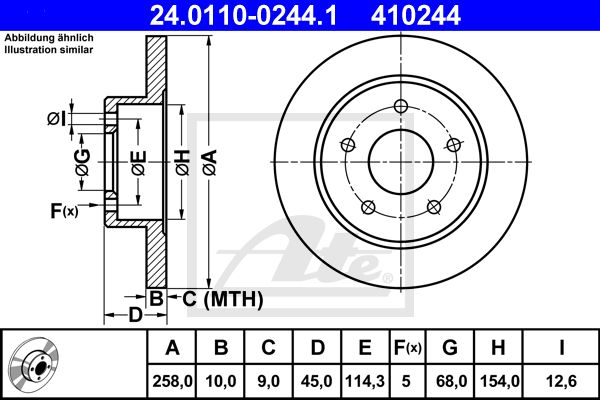 24.0110-0244.1 410244
Abbildung ähnlich
Illustration similar
øI
øG
øE
øH
øA
F(x)
B
C (MTH)
D
Ate
®
A B C D E F(x) G H I
258,0 10,0 9,0 45,0 114,3 5 68,0 154,0 12,6